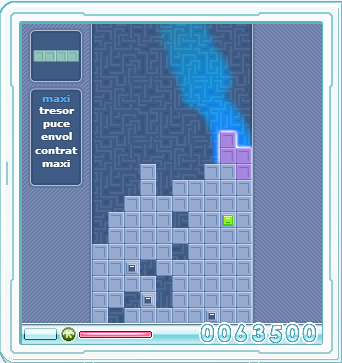 maxi
tresor
puce
envol
contrat
maxi
0063500